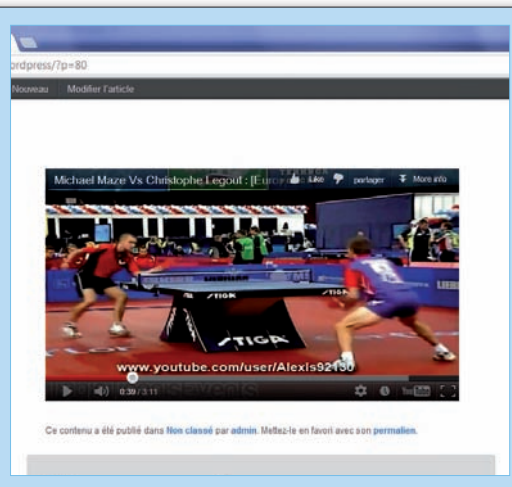 ordpress/?p=80
Nouveau Modifier l'article
Michael Maze Vs Christophe Legout : [Euro Like partager More info
LIEBHERR
STIGA
STIGA
www.youtube.com/user/Alexis92130
0:39 / 3:11 YouTube
Ce contenu a été publié dans Non classé par admin. Mettez-le en favori avec son permalien.